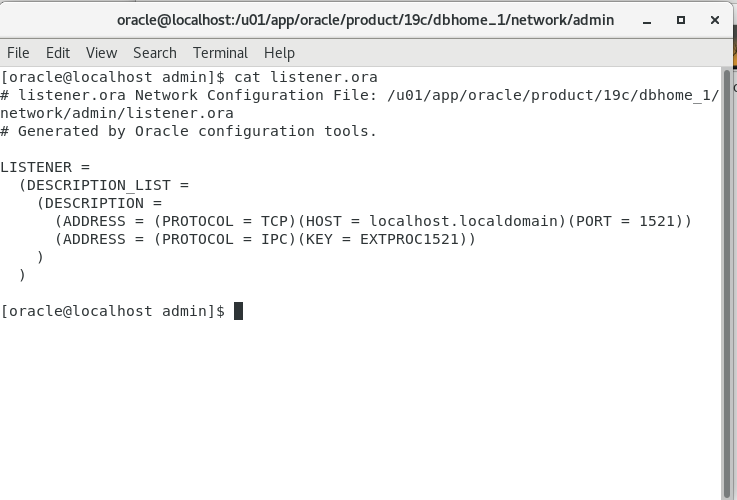 oracle@localhost:/u01/app/oracle/product/19c/dbhome_1/network/admin
File Edit View Search Terminal Help
[oracle@localhost admin]$ cat listener.ora
# listener.ora Network Configuration File: /u01/app/oracle/product/19c/dbhome_1/
network/admin/listener.ora
# Generated by Oracle configuration tools.

LISTENER =
  (DESCRIPTION_LIST =
    (DESCRIPTION =
      (ADDRESS = (PROTOCOL = TCP)(HOST = localhost.localdomain)(PORT = 1521))
      (ADDRESS = (PROTOCOL = IPC)(KEY = EXTPROC1521))
    )
  )

[oracle@localhost admin]$